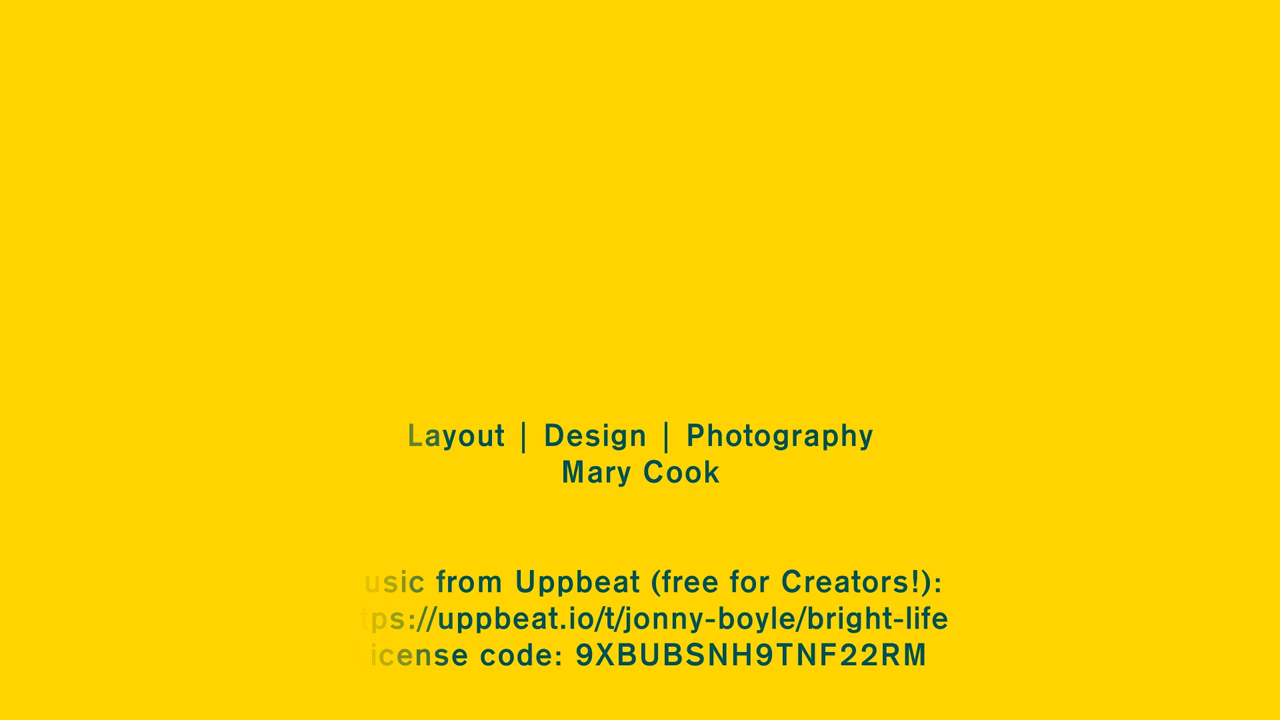 Layout | Design | Photography
Mary Cook
usic from Uppbeat (free for Creators!):
tps://uppbeat.io/t/jonny-boyle/bright-life
icense code: 9XBUBSNH9TNF22RM